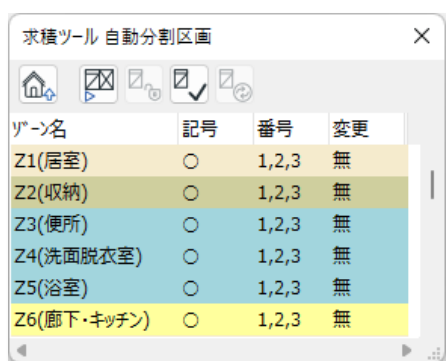 求積ツール 自動分割区画
ゾーン名 記号 番号 変更
Z1(居室) ○ 1,2,3 無
Z2(収納) ○ 1,2,3 無
Z3(便所) ○ 1,2,3 無
Z4(洗面脱衣室) ○ 1,2,3 無
Z5(浴室) ○ 1,2,3 無
Z6(廊下・キッチン) ○ 1,2,3 無